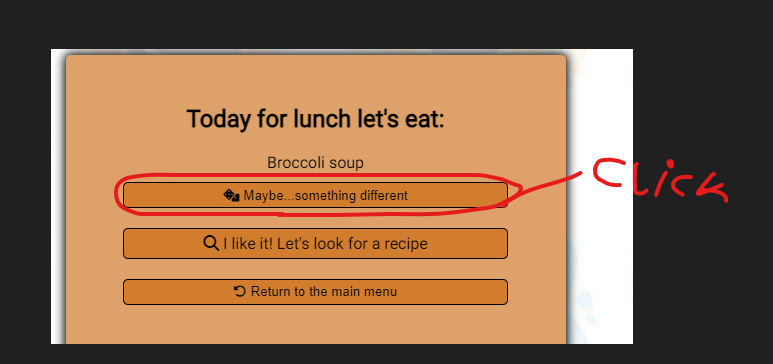 Today for lunch let's eat:
Broccoli soup
Maybe...something different
Click
I like it! Let's look for a recipe
Return to the main menu